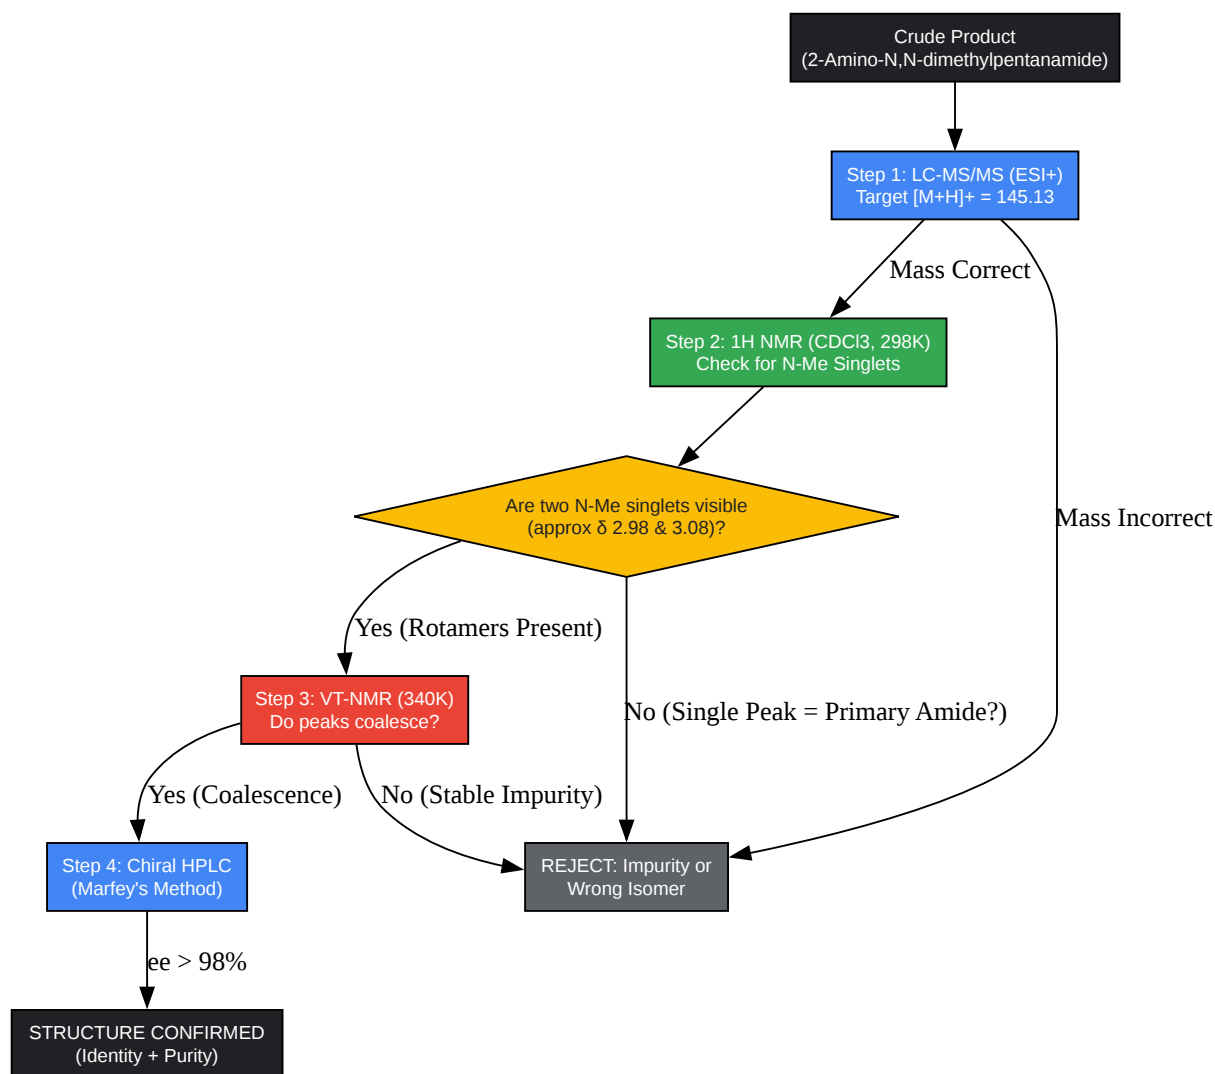 Crude Product
(2-Amino-N,N-dimethylpentanamide)
Step 1: LC-MS/MS (ESI+)
Target [M+H]+ = 145.13
Mass Correct
Step 2: 1H NMR (CDCl3, 298K)
Check for N-Me Singlets
Are two N-Me singlets visible
(approx δ 2.98 & 3.08)?
Mass Incorrect
Yes (Rotamers Present)
Step 3: VT-NMR (340K)
Do peaks coalesce?
No (Single Peak = Primary Amide?)
Yes (Coalescence)
No (Stable Impurity)
Step 4: Chiral HPLC
(Marfey's Method)
REJECT: Impurity or
Wrong Isomer
ee > 98%
STRUCTURE CONFIRMED
(Identity + Purity)